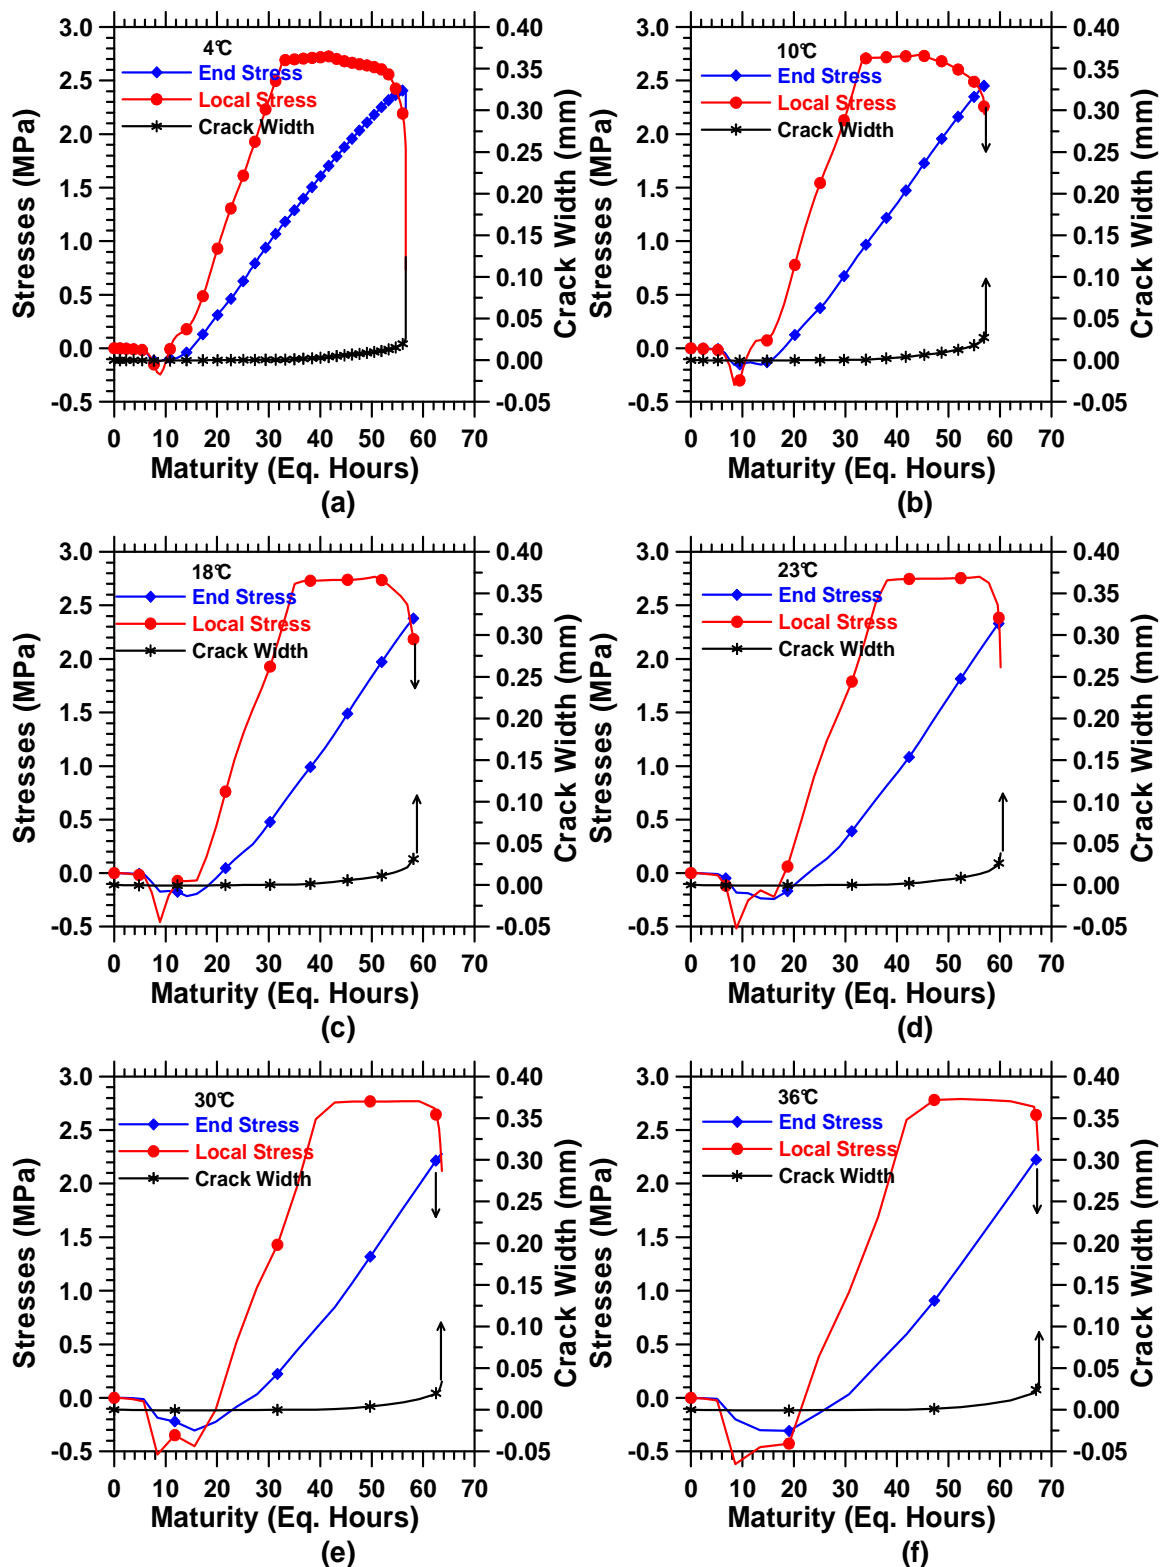 4°C
End Stress
Local Stress
Crack Width
Stresses (MPa)
3.0
2.5
2.0
1.5
1.0
0.5
0.0
-0.5
0.40
0.35
0.30
0.25
0.20
0.15
0.10
0.05
0.00
-0.05
Crack Width (mm)
0 10 20 30 40 50 60 70
Maturity (Eq. Hours)
(a)
10°C
End Stress
Local Stress
Crack Width
Stresses (MPa)
3.0
2.5
2.0
1.5
1.0
0.5
0.0
-0.5
0.40
0.35
0.30
0.25
0.20
0.15
0.10
0.05
0.00
-0.05
Crack Width (mm)
0 10 20 30 40 50 60 70
Maturity (Eq. Hours)
(b)
18°C
End Stress
Local Stress
Crack Width
Stresses (MPa)
3.0
2.5
2.0
1.5
1.0
0.5
0.0
-0.5
0.40
0.35
0.30
0.25
0.20
0.15
0.10
0.05
0.00
-0.05
Crack Width (mm)
0 10 20 30 40 50 60 70
Maturity (Eq. Hours)
(c)
23°C
End Stress
Local Stress
Crack Width
Stresses (MPa)
3.0
2.5
2.0
1.5
1.0
0.5
0.0
-0.5
0.40
0.35
0.30
0.25
0.20
0.15
0.10
0.05
0.00
-0.05
Crack Width (mm)
0 10 20 30 40 50 60 70
Maturity (Eq. Hours)
(d)
30°C
End Stress
Local Stress
Crack Width
Stresses (MPa)
3.0
2.5
2.0
1.5
1.0
0.5
0.0
-0.5
0.40
0.35
0.30
0.25
0.20
0.15
0.10
0.05
0.00
-0.05
Crack Width (mm)
0 10 20 30 40 50 60 70
Maturity (Eq. Hours)
(e)
36°C
End Stress
Local Stress
Crack Width
Stresses (MPa)
3.0
2.5
2.0
1.5
1.0
0.5
0.0
-0.5
0.40
0.35
0.30
0.25
0.20
0.15
0.10
0.05
0.00
-0.05
Crack Width (mm)
0 10 20 30 40 50 60 70
Maturity (Eq. Hours)
(f)